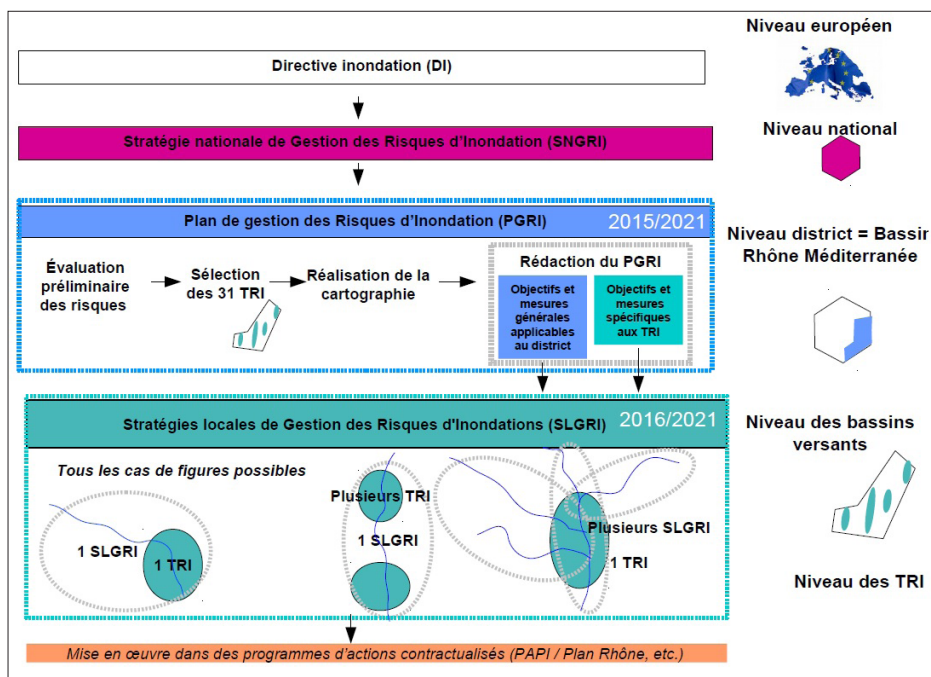 Niveau européen
Directive inondation (DI)
Niveau national
Stratégie nationale de Gestion des Risques d'Inondation (SNGRI)
Plan de gestion des Risques d'Inondation (PGRI)
2015/2021
Niveau district = Bassir
Rhône Méditerranée
Évaluation
préliminaire
des risques
Sélection
des 31 TRI
Réalisation de la
cartographie
Rédaction du PGRI
Objectifs et
mesures
générales
applicables
au district
Objectifs et
mesures
spécifiques
aux TRI
Stratégies locales de Gestion des Risques d'Inondations (SLGRI)
2016/2021
Niveau des bassins
versants
Tous les cas de figures possibles
1 SLGRI
1 TRI
Plusieurs TRI
1 SLGRI
Plusieurs SLGRI
1 TRI
Niveau des TRI
Mise en œuvre dans des programmes d'actions contractualisés (PAPI / Plan Rhône, etc.)